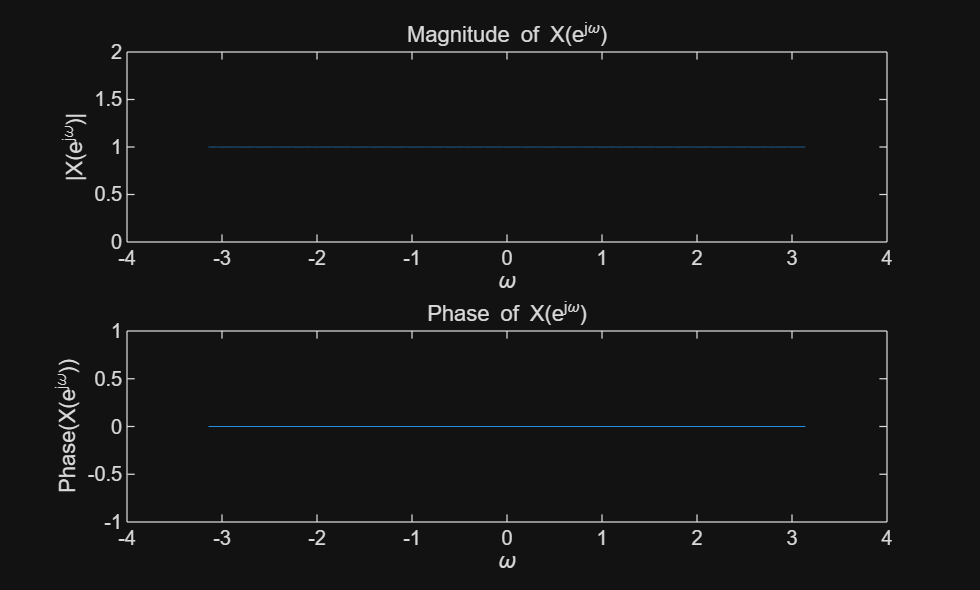 Magnitude of X(e^jω)
|X(e^jω)|
2
1.5
1
0.5
0
-4 -3 -2 -1 0 1 2 3 4
ω
Phase of X(e^jω)
Phase(X(e^jω))
1
0.5
0
-0.5
-1
-4 -3 -2 -1 0 1 2 3 4
ω